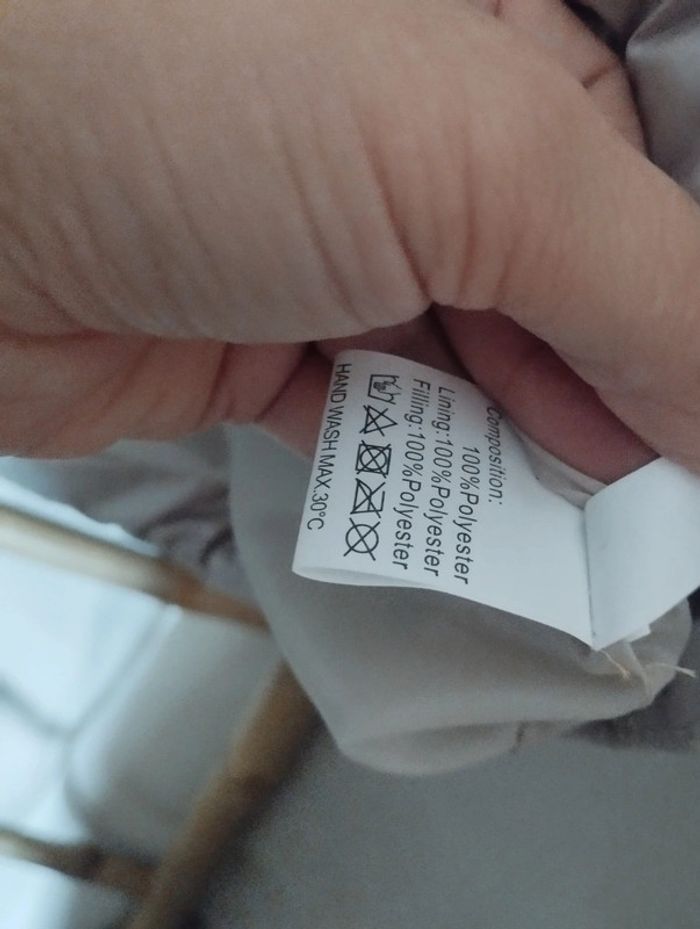 Composition:
100%Polyester
Lining:100%Polyester
Filling:100%Polyester
HAND WASH MAX.30°C